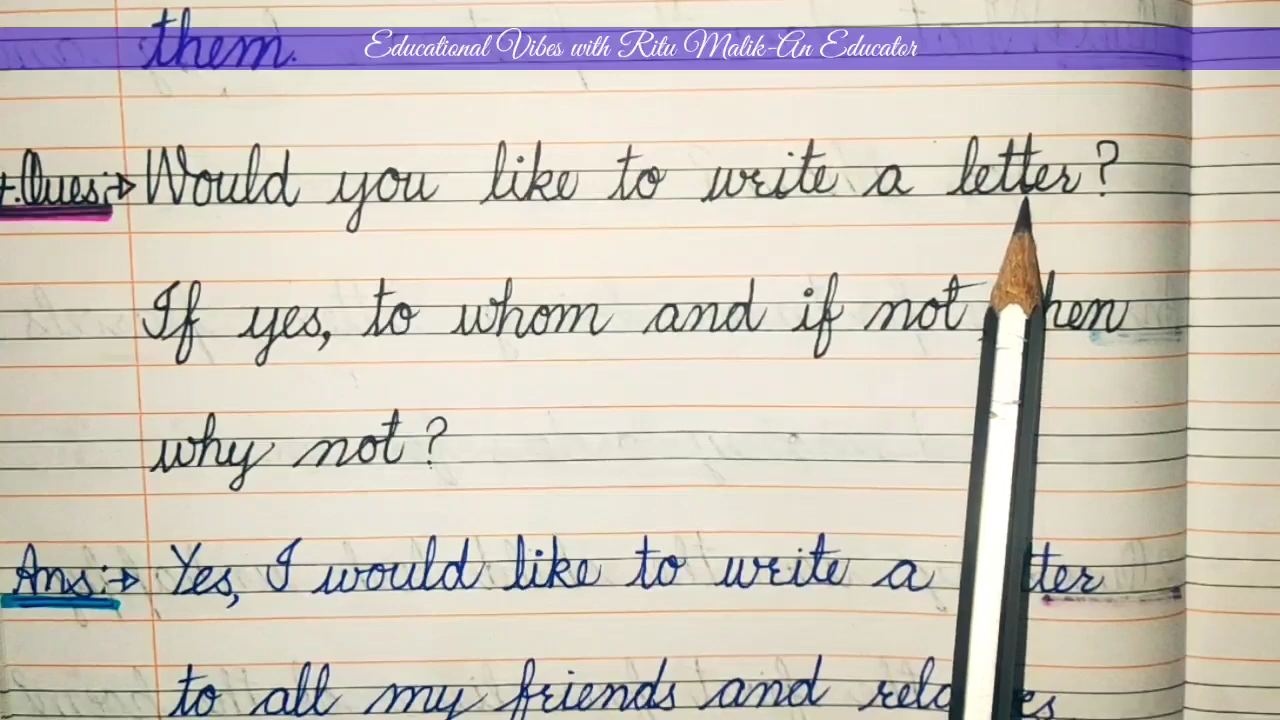 Educational Vibes with Ritu Malik-An Educator
them.
Ques:→ Would you like to write a letter?
If yes, to whom and if not
why not?
Ans:→ Yes, I would like to write a
to all my friends and